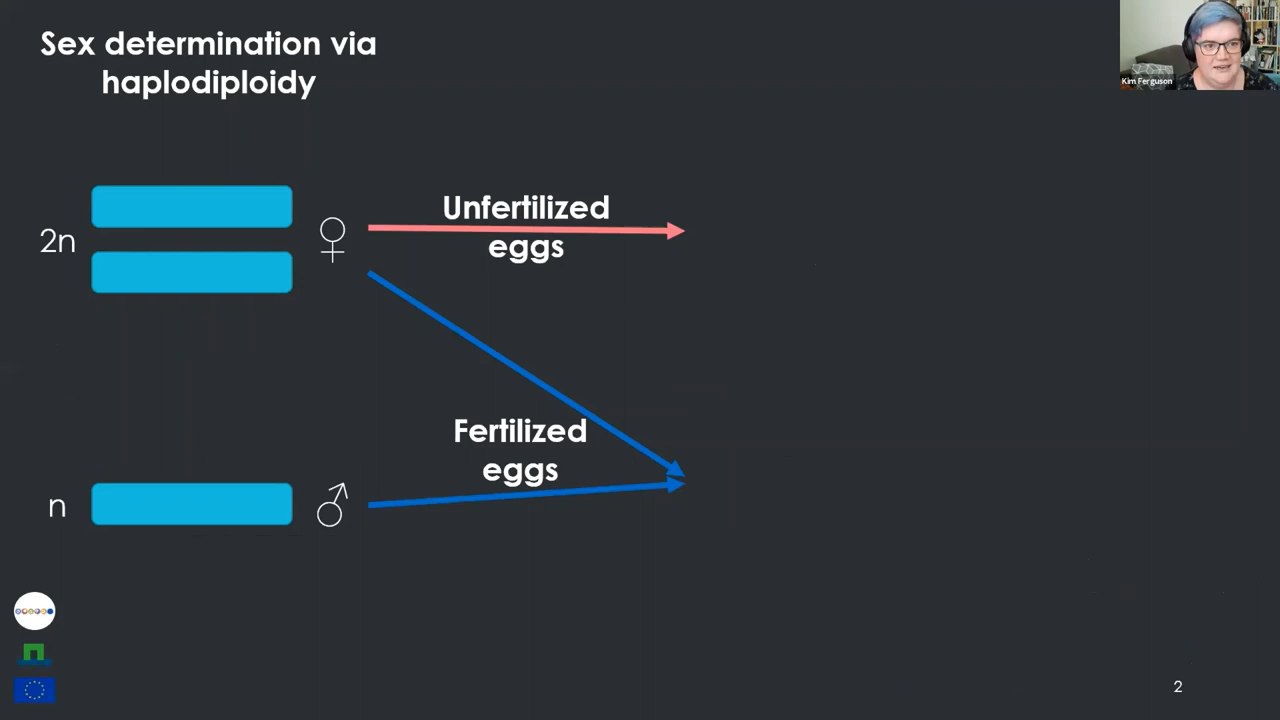 Sex determination via
haplodiploidy
Kim Ferguson
Unfertilized
eggs
2n
♀
Fertilized
eggs
n
♂
2